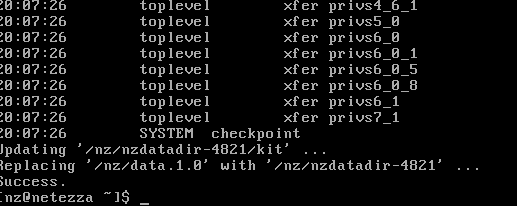 20:07:26 toplevel xfer privs4_6_1
20:07:26 toplevel xfer privs5_0
20:07:26 toplevel xfer privs6_0
20:07:26 toplevel xfer privs6_0_1
20:07:26 toplevel xfer privs6_0_5
20:07:26 toplevel xfer privs6_0_8
20:07:26 toplevel xfer privs6_1
20:07:26 toplevel xfer privs7_1
20:07:26 SYSTEM checkpoint
Updating '/nz/nzdatadir-4821/kit' ...
Replacing '/nz/data.1.0' with '/nz/nzdatadir-4821' ...
Success.
[nz@netezza ~]$ _